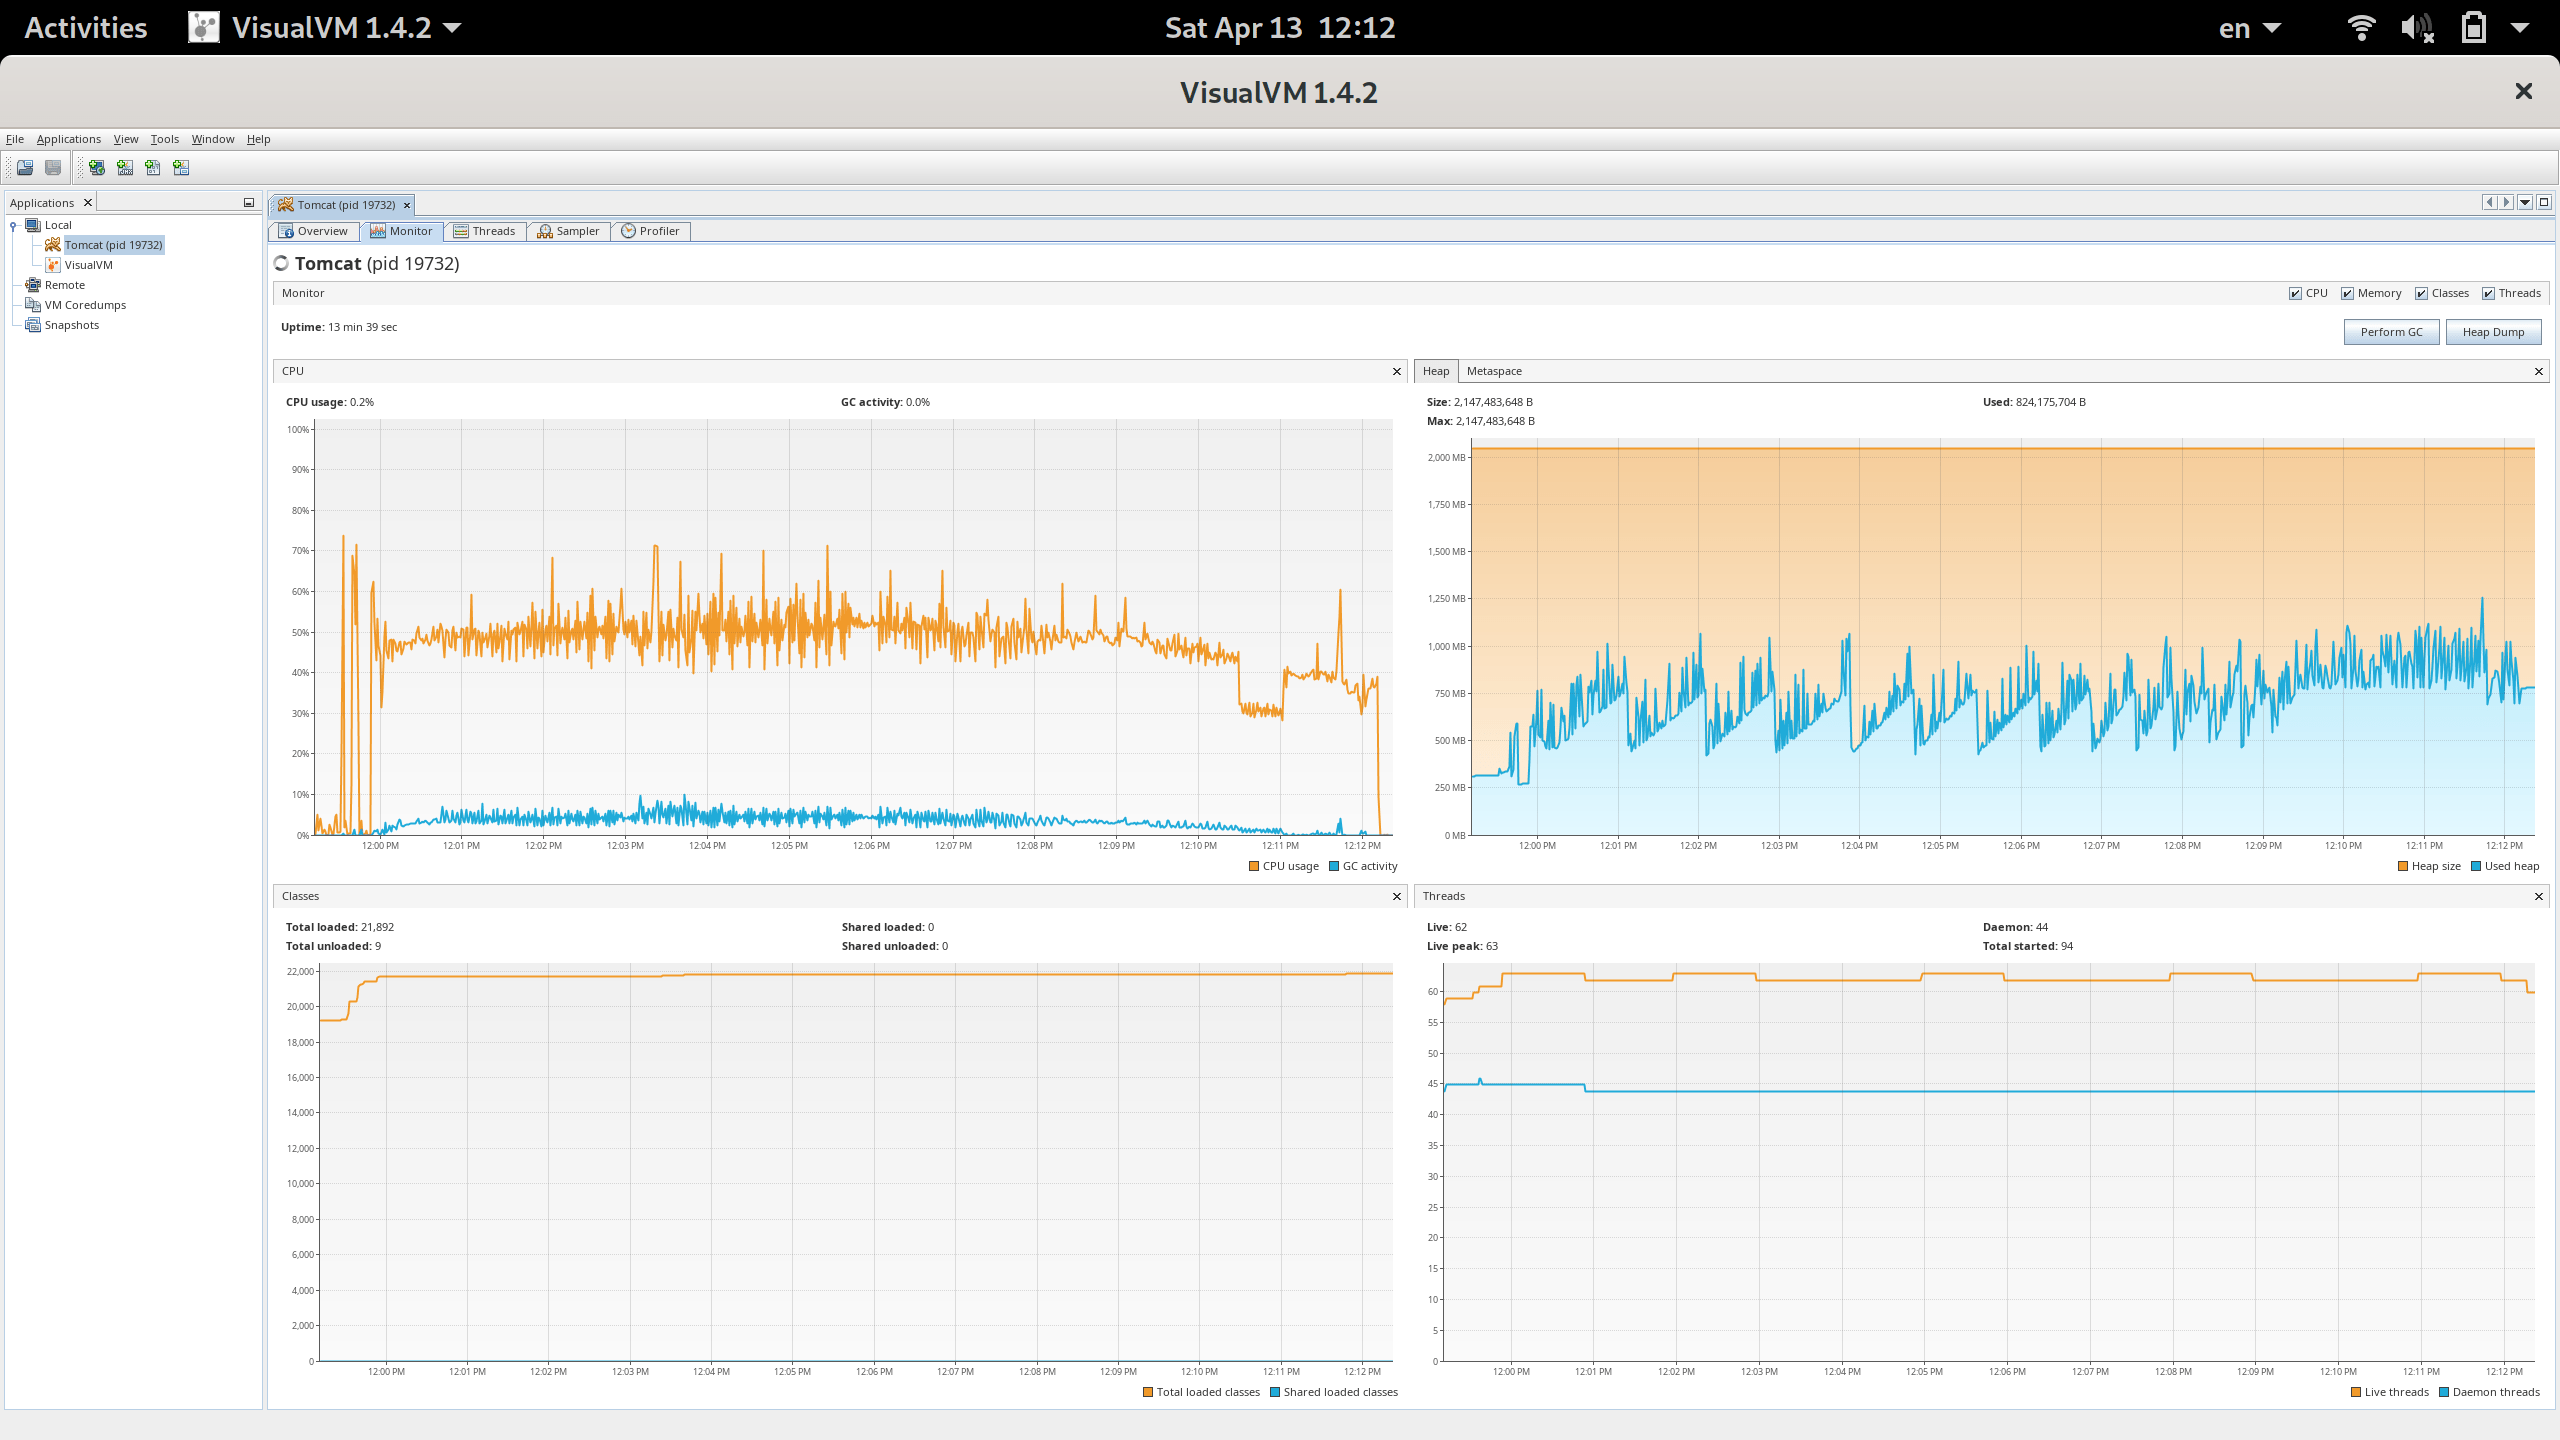 Activities VisualVM 1.4.2 Sat Apr 13 12:12 en
VisualVM 1.4.2
File Applications View Tools Window Help
Applications
Local
Tomcat (pid 19732)
VisualVM
Remote
VM Coredumps
Snapshots
Tomcat (pid 19732)
Overview Monitor Threads Sampler Profiler
Tomcat (pid 19732)
Monitor CPU Memory Classes Threads
Uptime: 13 min 39 sec Perform GC Heap Dump
CPU
CPU usage: 0.2% GC activity: 0.0%
100%
90%
80%
70%
60%
50%
40%
30%
20%
10%
0%
12:00 PM 12:01 PM 12:02 PM 12:03 PM 12:04 PM 12:05 PM 12:06 PM 12:07 PM 12:08 PM 12:09 PM 12:10 PM 12:11 PM 12:12 PM
CPU usage GC activity
Heap Metaspace
Size: 2,147,483,648 B Used: 824,175,704 B
Max: 2,147,483,648 B
2,000 MB
1,750 MB
1,500 MB
1,250 MB
1,000 MB
750 MB
500 MB
250 MB
0 MB
12:00 PM 12:01 PM 12:02 PM 12:03 PM 12:04 PM 12:05 PM 12:06 PM 12:07 PM 12:08 PM 12:09 PM 12:10 PM 12:11 PM 12:12 PM
Heap size Used heap
Classes
Total loaded: 21,892 Shared loaded: 0
Total unloaded: 9 Shared unloaded: 0
22,000
20,000
18,000
16,000
14,000
12,000
10,000
8,000
6,000
4,000
2,000
0
12:00 PM 12:01 PM 12:02 PM 12:03 PM 12:04 PM 12:05 PM 12:06 PM 12:07 PM 12:08 PM 12:09 PM 12:10 PM 12:11 PM 12:12 PM
Total loaded classes Shared loaded classes
Threads
Live: 62 Daemon: 44
Live peak: 63 Total started: 94
60
55
50
45
40
35
30
25
20
15
10
5
0
12:00 PM 12:01 PM 12:02 PM 12:03 PM 12:04 PM 12:05 PM 12:06 PM 12:07 PM 12:08 PM 12:09 PM 12:10 PM 12:11 PM 12:12 PM
Live threads Daemon threads